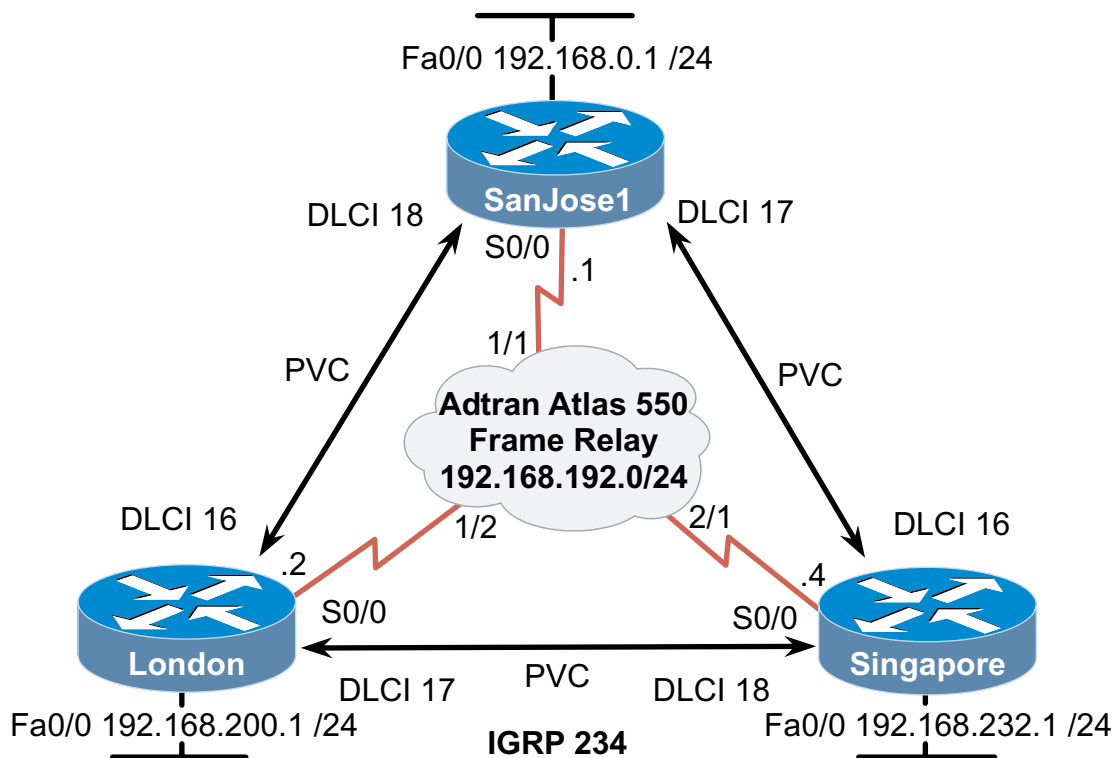 Fa0/0 192.168.0.1 /24
SanJose1
DLCI 18
DLCI 17
S0/0
.1
1/1
PVC
PVC
Adtran Atlas 550
Frame Relay
192.168.192.0/24
DLCI 16
1/2
2/1
DLCI 16
.2
.4
S0/0
S0/0
London
Singapore
PVC
DLCI 17
DLCI 18
Fa0/0 192.168.200.1 /24
Fa0/0 192.168.232.1 /24
IGRP 234